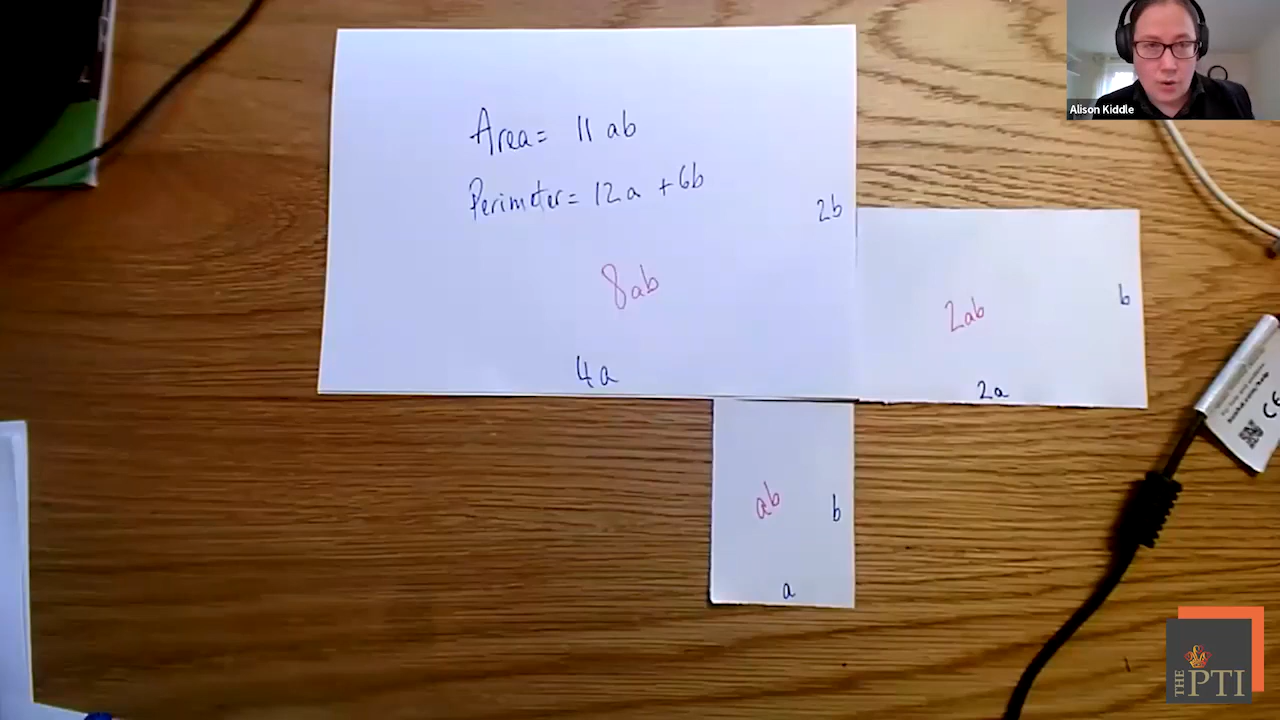 Alison Kiddle
Area = 11 ab
Perimeter = 12a + 6b
2b
8ab
4a
2ab
b
2a
ab
b
a
THE PTI